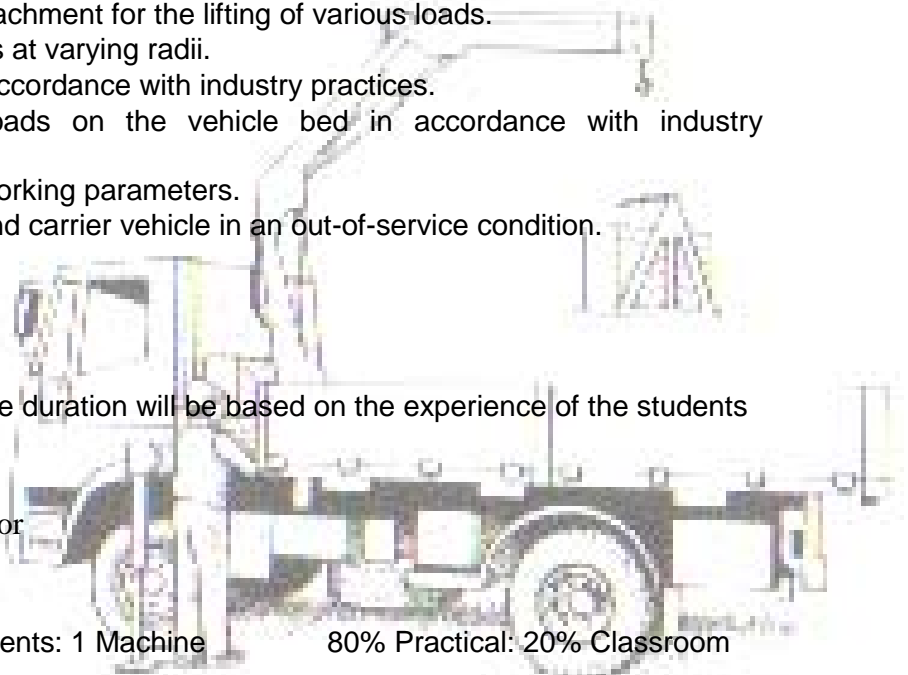 achment for the lifting of various loads.
s at varying radii.
ccordance with industry practices.
oads on the vehicle bed in accordance with industry
orking parameters.
nd carrier vehicle in an out-of-service condition.
e duration will be based on the experience of the students
or
ents: 1 Machine 80% Practical: 20% Classroom